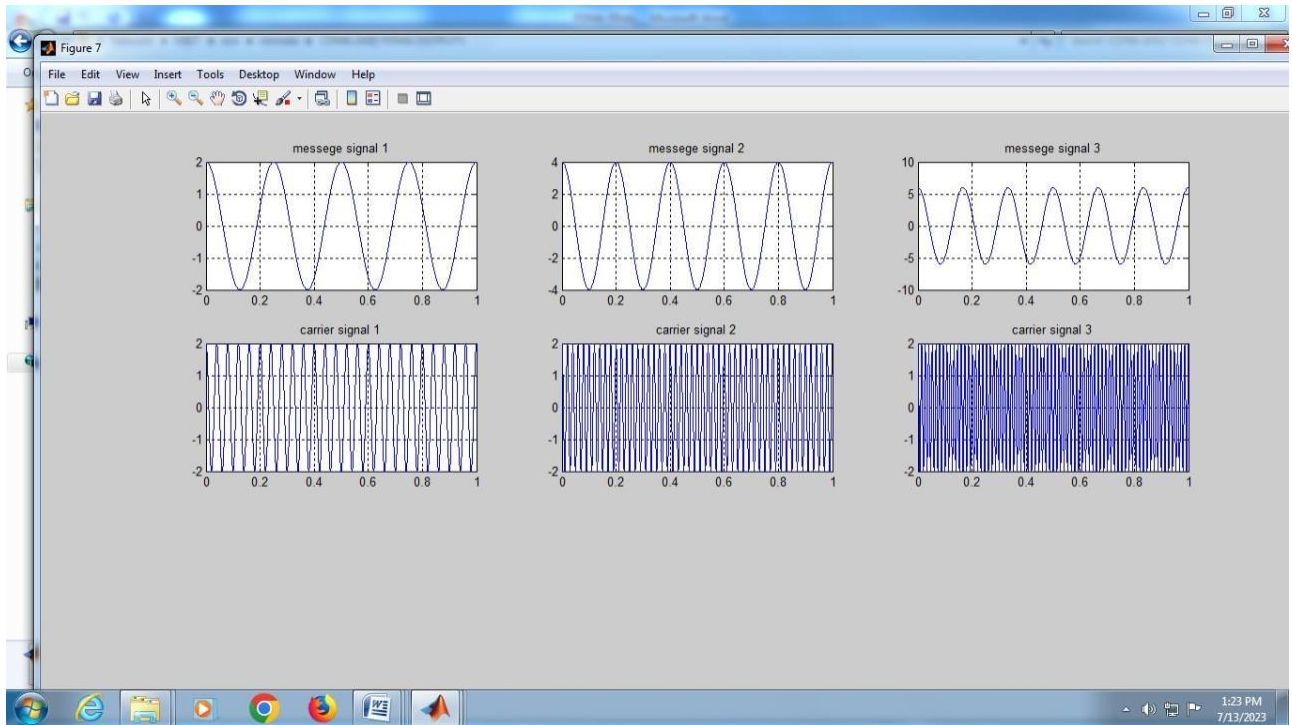 Figure 7
File Edit View Insert Tools Desktop Window Help
messege signal 1
2
1
0
-1
-2
0 0.2 0.4 0.6 0.8 1
messege signal 2
4
2
0
-2
-4
0 0.2 0.4 0.6 0.8 1
messege signal 3
10
5
0
-5
-10
0 0.2 0.4 0.6 0.8 1
carrier signal 1
2
1
0
-1
-2
0 0.2 0.4 0.6 0.8 1
carrier signal 2
2
1
0
-1
-2
0 0.2 0.4 0.6 0.8 1
carrier signal 3
2
1
0
-1
-2
0 0.2 0.4 0.6 0.8 1
1:23 PM
7/13/2023